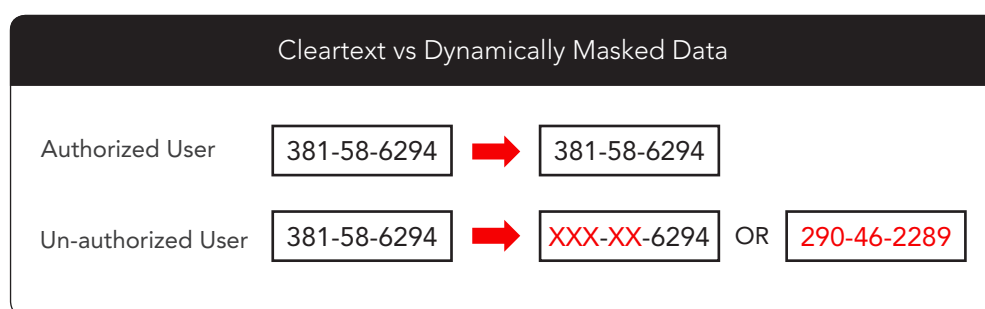 Cleartext vs Dynamically Masked Data
Authorized User 381-58-6294 381-58-6294
Un-authorized User 381-58-6294 XXX-XX-6294 OR 290-46-2289